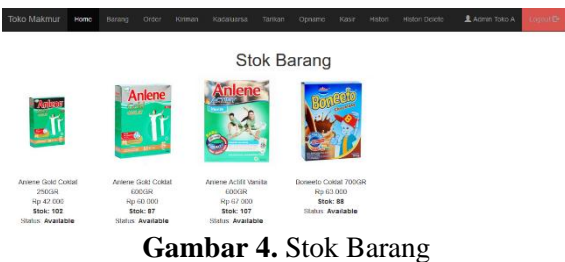 Toko Makmur Home Barang Order Kiriman Kadaluarsa Tarikan Opname Kasir Histori Histori Delete Admin Toko A Logout
Stok Barang
Anlene
Anlene
Anlene
Boneeto
Anlene Gold Coklat 250GR
Rp 42.000
Stok: 102
Status: Available
Anlene Gold Coklat 600GR
Rp 60.000
Stok: 87
Status: Available
Anlene Actifit Vanilla 600GR
Rp 67.000
Stok: 107
Status: Available
Boneeto Coklat 700GR
Rp 63.000
Stok: 88
Status: Available
Gambar 4. Stok Barang